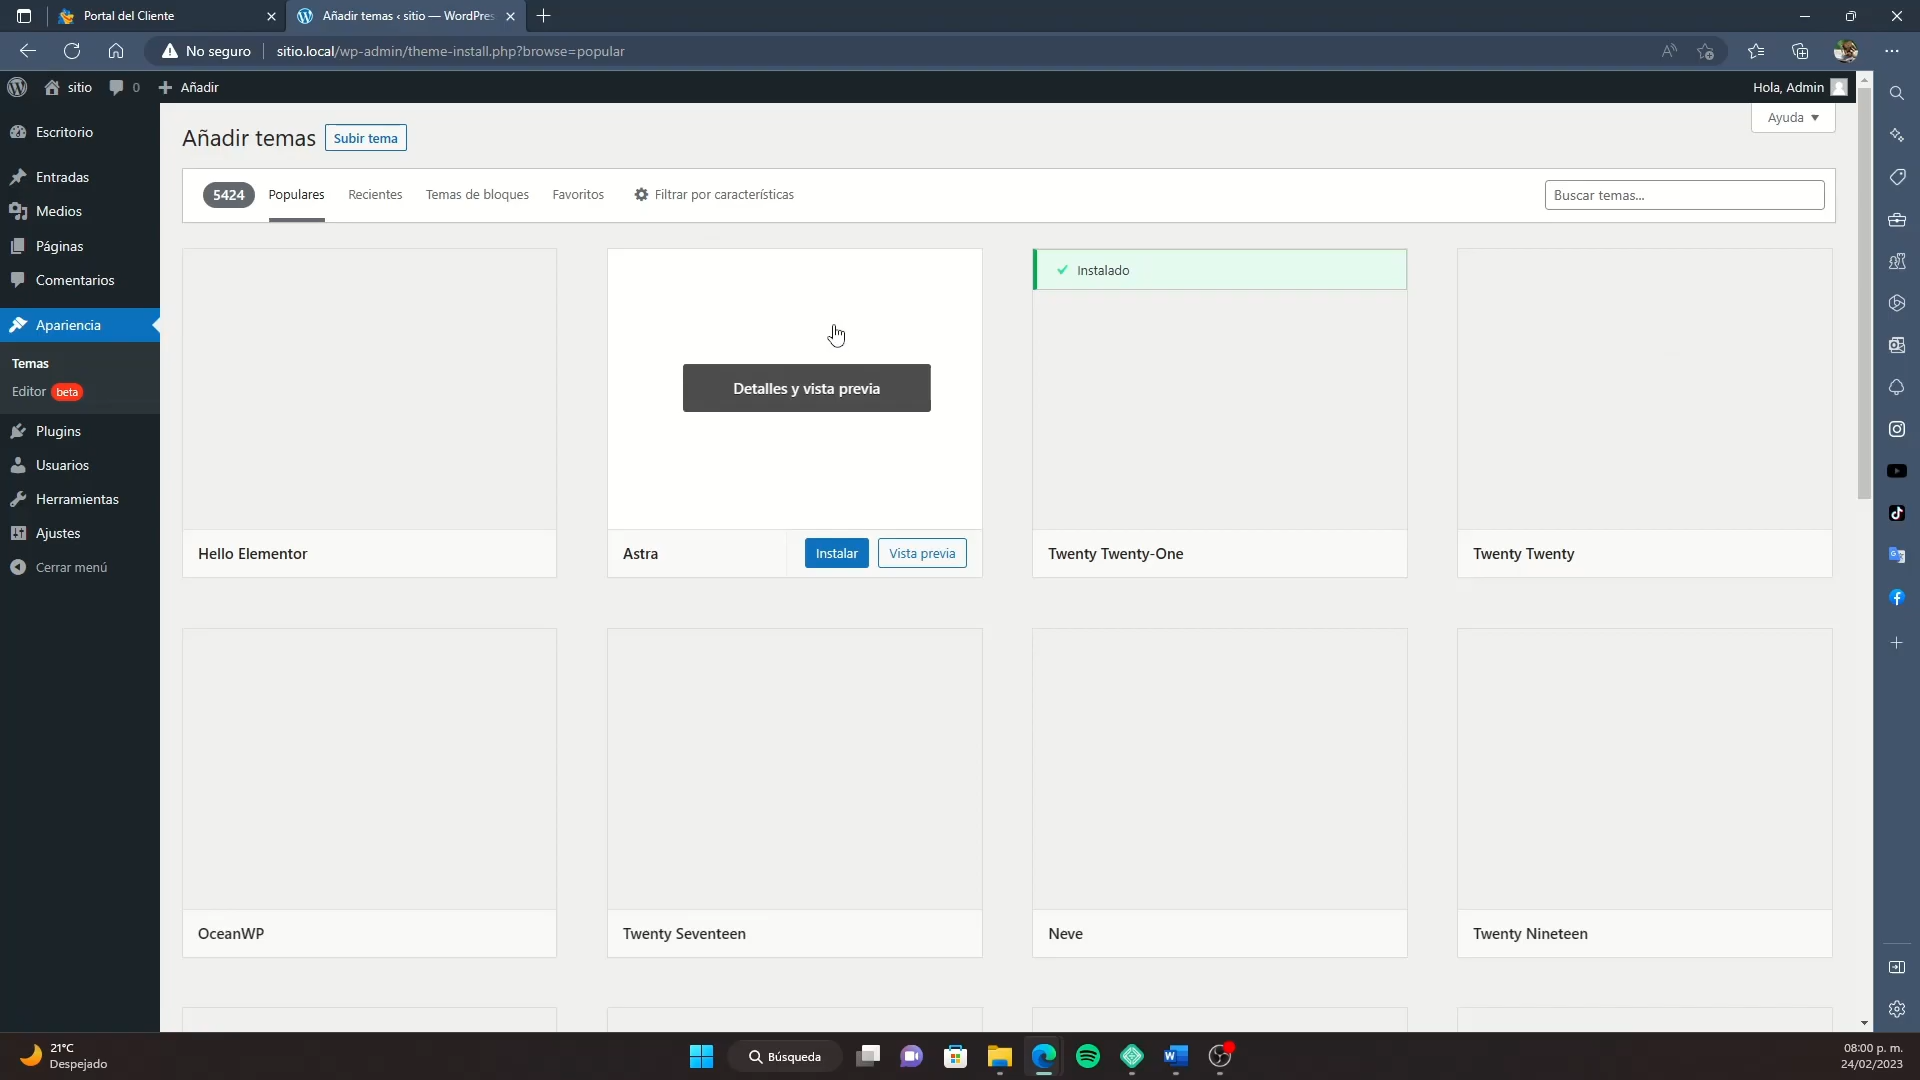 Portal del Cliente
Añadir temas ‹ sitio — WordPres
No seguro
sitio.local/wp-admin/theme-install.php?browse=popular
sitio
0
Añadir
Hola, Admin
Escritorio
Entradas
Medios
Páginas
Comentarios
Apariencia
Temas
Editor beta
Plugins
Usuarios
Herramientas
Ajustes
Cerrar menú
Ayuda
Añadir temas
Subir tema
5424
Populares
Recientes
Temas de bloques
Favoritos
Filtrar por características
Buscar temas...
Instalado
Detalles y vista previa
Hello Elementor
Astra
Instalar
Vista previa
Twenty Twenty-One
Twenty Twenty
OceanWP
Twenty Seventeen
Neve
Twenty Nineteen
21°C
Despejado
Búsqueda
08:00 p. m.
24/02/2023